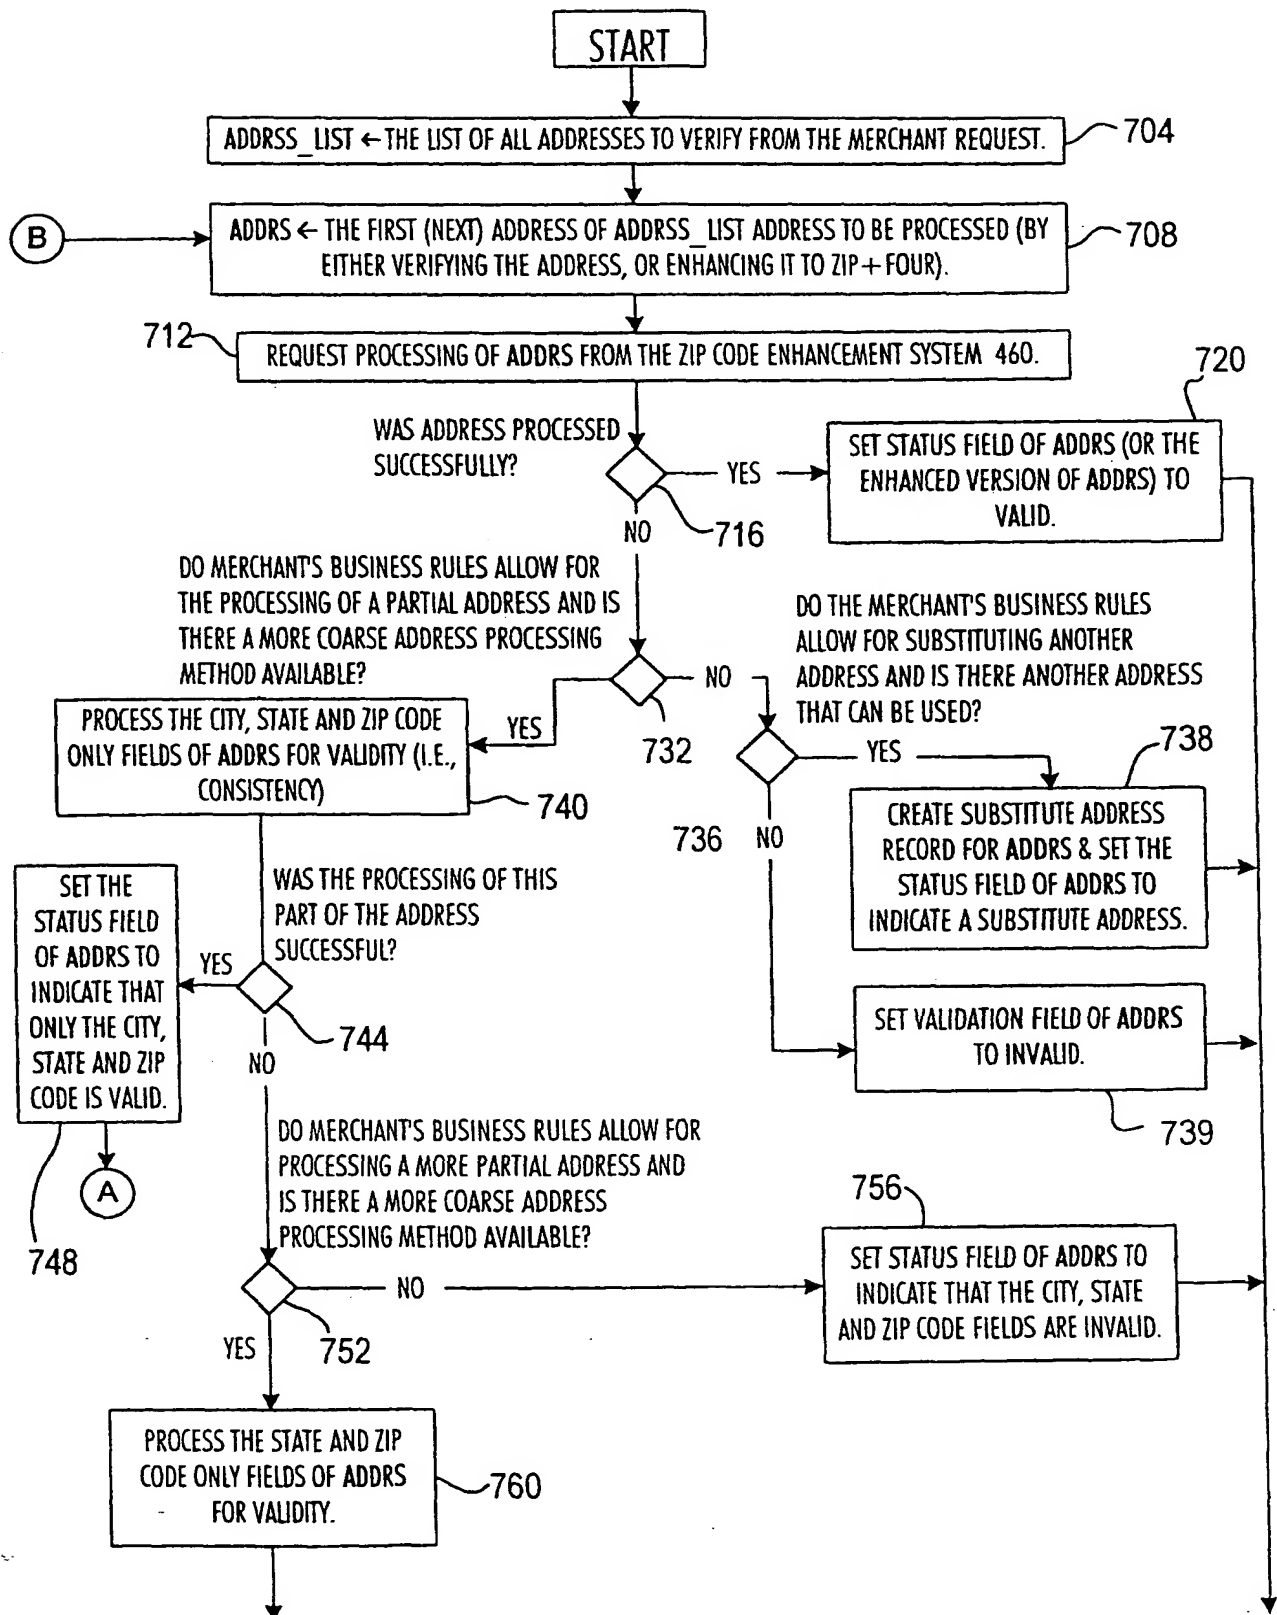 START
ADDRSS_LIST ← THE LIST OF ALL ADDRESSES TO VERIFY FROM THE MERCHANT REQUEST.
704
B
ADDRS ← THE FIRST (NEXT) ADDRESS OF ADDRSS_LIST ADDRESS TO BE PROCESSED (BY
EITHER VERIFYING THE ADDRESS, OR ENHANCING IT TO ZIP+FOUR).
708
712
REQUEST PROCESSING OF ADDRS FROM THE ZIP CODE ENHANCEMENT SYSTEM 460.
WAS ADDRESS PROCESSED
SUCCESSFULLY?
YES
716
NO
720
SET STATUS FIELD OF ADDRS (OR THE
ENHANCED VERSION OF ADDRS) TO
VALID.
DO MERCHANT'S BUSINESS RULES ALLOW FOR
THE PROCESSING OF A PARTIAL ADDRESS AND IS
THERE A MORE COARSE ADDRESS PROCESSING
METHOD AVAILABLE?
NO
732
YES
DO THE MERCHANT'S BUSINESS RULES
ALLOW FOR SUBSTITUTING ANOTHER
ADDRESS AND IS THERE ANOTHER ADDRESS
THAT CAN BE USED?
YES
736
NO
738
CREATE SUBSTITUTE ADDRESS
RECORD FOR ADDRS & SET THE
STATUS FIELD OF ADDRS TO
INDICATE A SUBSTITUTE ADDRESS.
SET VALIDATION FIELD OF ADDRS
TO INVALID.
739
PROCESS THE CITY, STATE AND ZIP CODE
ONLY FIELDS OF ADDRS FOR VALIDITY (I.E.,
CONSISTENCY)
740
WAS THE PROCESSING OF THIS
PART OF THE ADDRESS
SUCCESSFUL?
YES
744
NO
SET THE
STATUS FIELD
OF ADDRS TO
INDICATE THAT
ONLY THE CITY,
STATE AND ZIP
CODE IS VALID.
A
748
DO MERCHANT'S BUSINESS RULES ALLOW FOR
PROCESSING A MORE PARTIAL ADDRESS AND
IS THERE A MORE COARSE ADDRESS
PROCESSING METHOD AVAILABLE?
NO
752
YES
756
SET STATUS FIELD OF ADDRS TO
INDICATE THAT THE CITY, STATE
AND ZIP CODE FIELDS ARE INVALID.
PROCESS THE STATE AND ZIP
CODE ONLY FIELDS OF ADDRS
FOR VALIDITY.
760